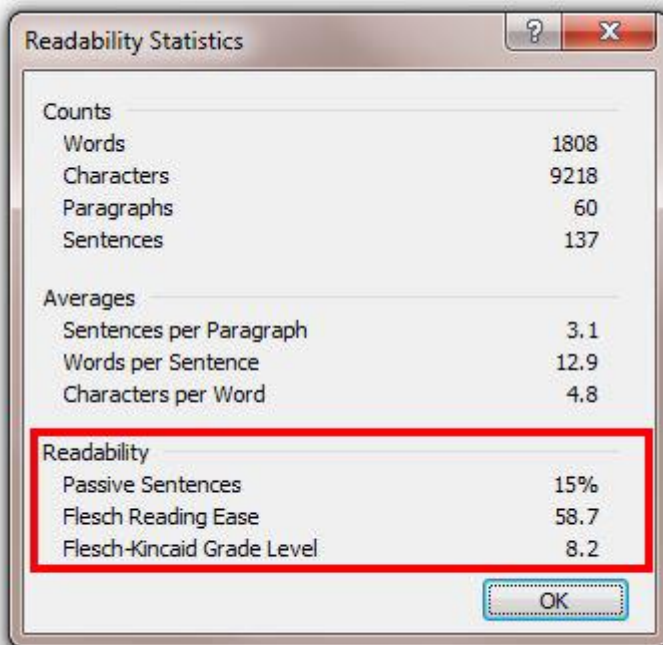 Readability Statistics
Counts
Words 1808
Characters 9218
Paragraphs 60
Sentences 137
Averages
Sentences per Paragraph 3.1
Words per Sentence 12.9
Characters per Word 4.8
Readability
Passive Sentences 15%
Flesch Reading Ease 58.7
Flesch-Kincaid Grade Level 8.2
OK